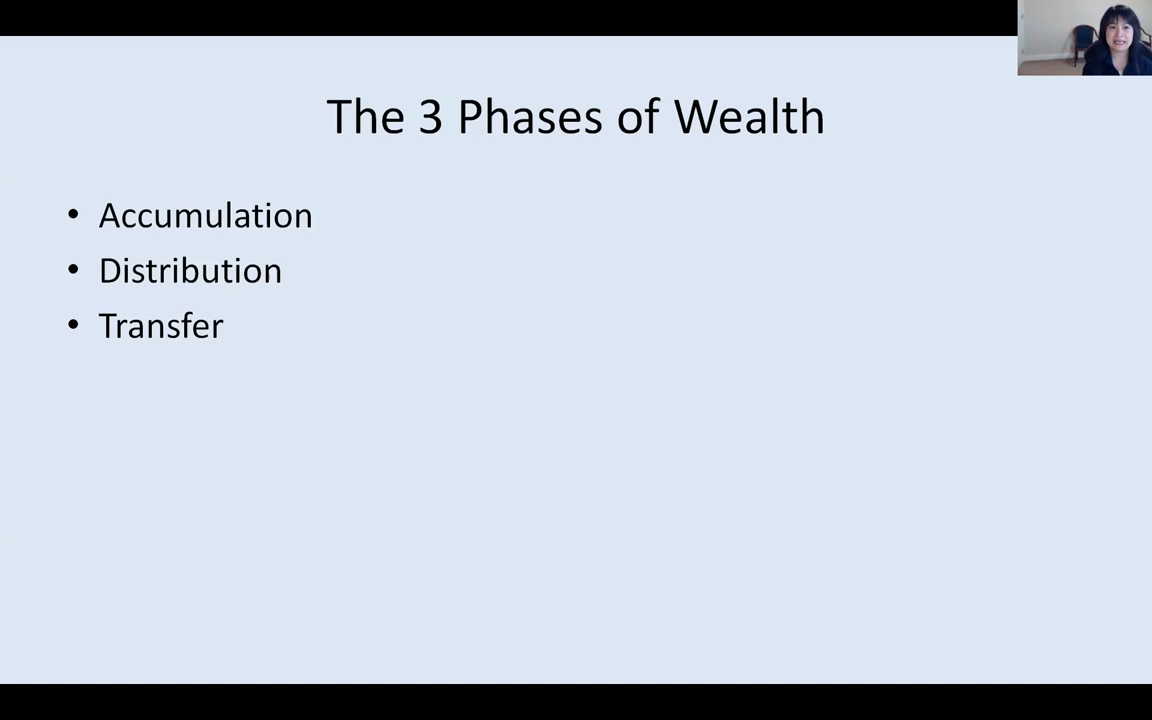 The 3 Phases of Wealth
• Accumulation
• Distribution
• Transfer